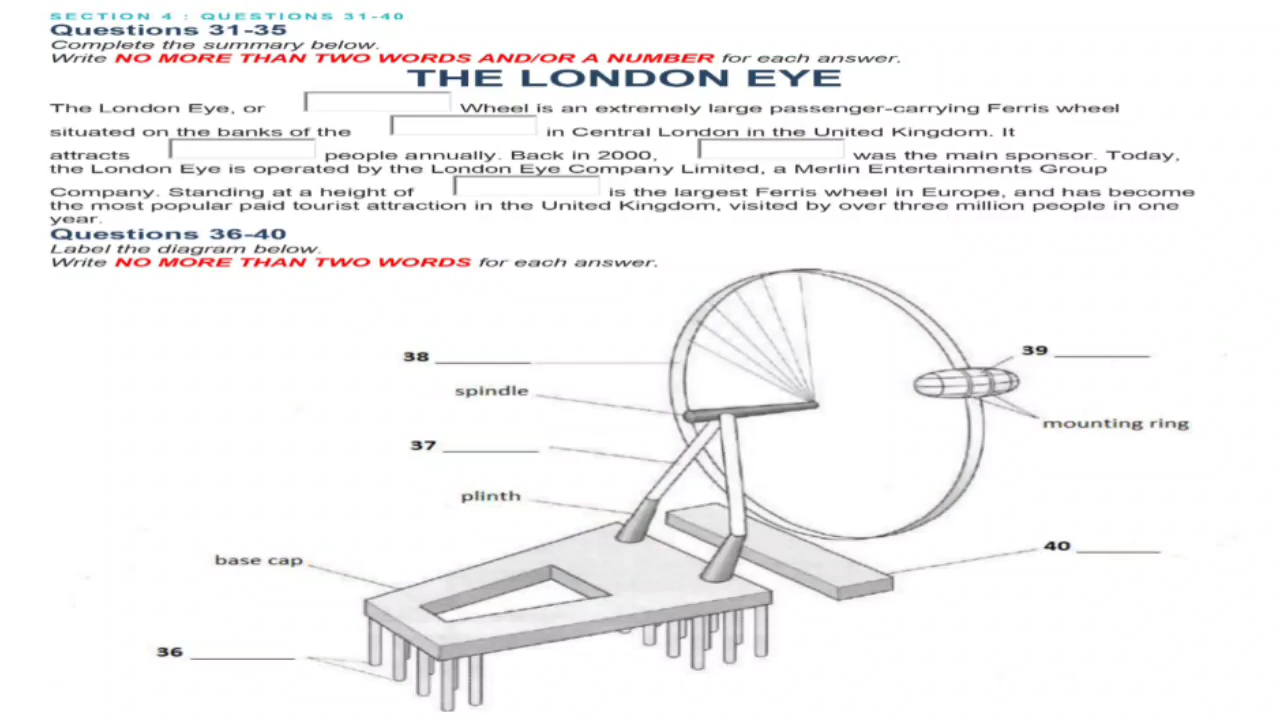 SECTION 4 : QUESTIONS 31-40
Questions 31-35
Complete the summary below.
Write NO MORE THAN TWO WORDS AND/OR A NUMBER for each answer.
THE LONDON EYE
The London Eye, or Wheel is an extremely large passenger-carrying Ferris wheel
situated on the banks of the in Central London in the United Kingdom. It
attracts people annually. Back in 2000, was the main sponsor. Today,
the London Eye is operated by the London Eye Company Limited, a Merlin Entertainments Group
Company. Standing at a height of is the largest Ferris wheel in Europe, and has become
the most popular paid tourist attraction in the United Kingdom, visited by over three million people in one
year.
Questions 36-40
Label the diagram below.
Write NO MORE THAN TWO WORDS for each answer.
38 ________
39 ________
spindle
mounting ring
37 ________
plinth
40 ________
base cap
36 ________